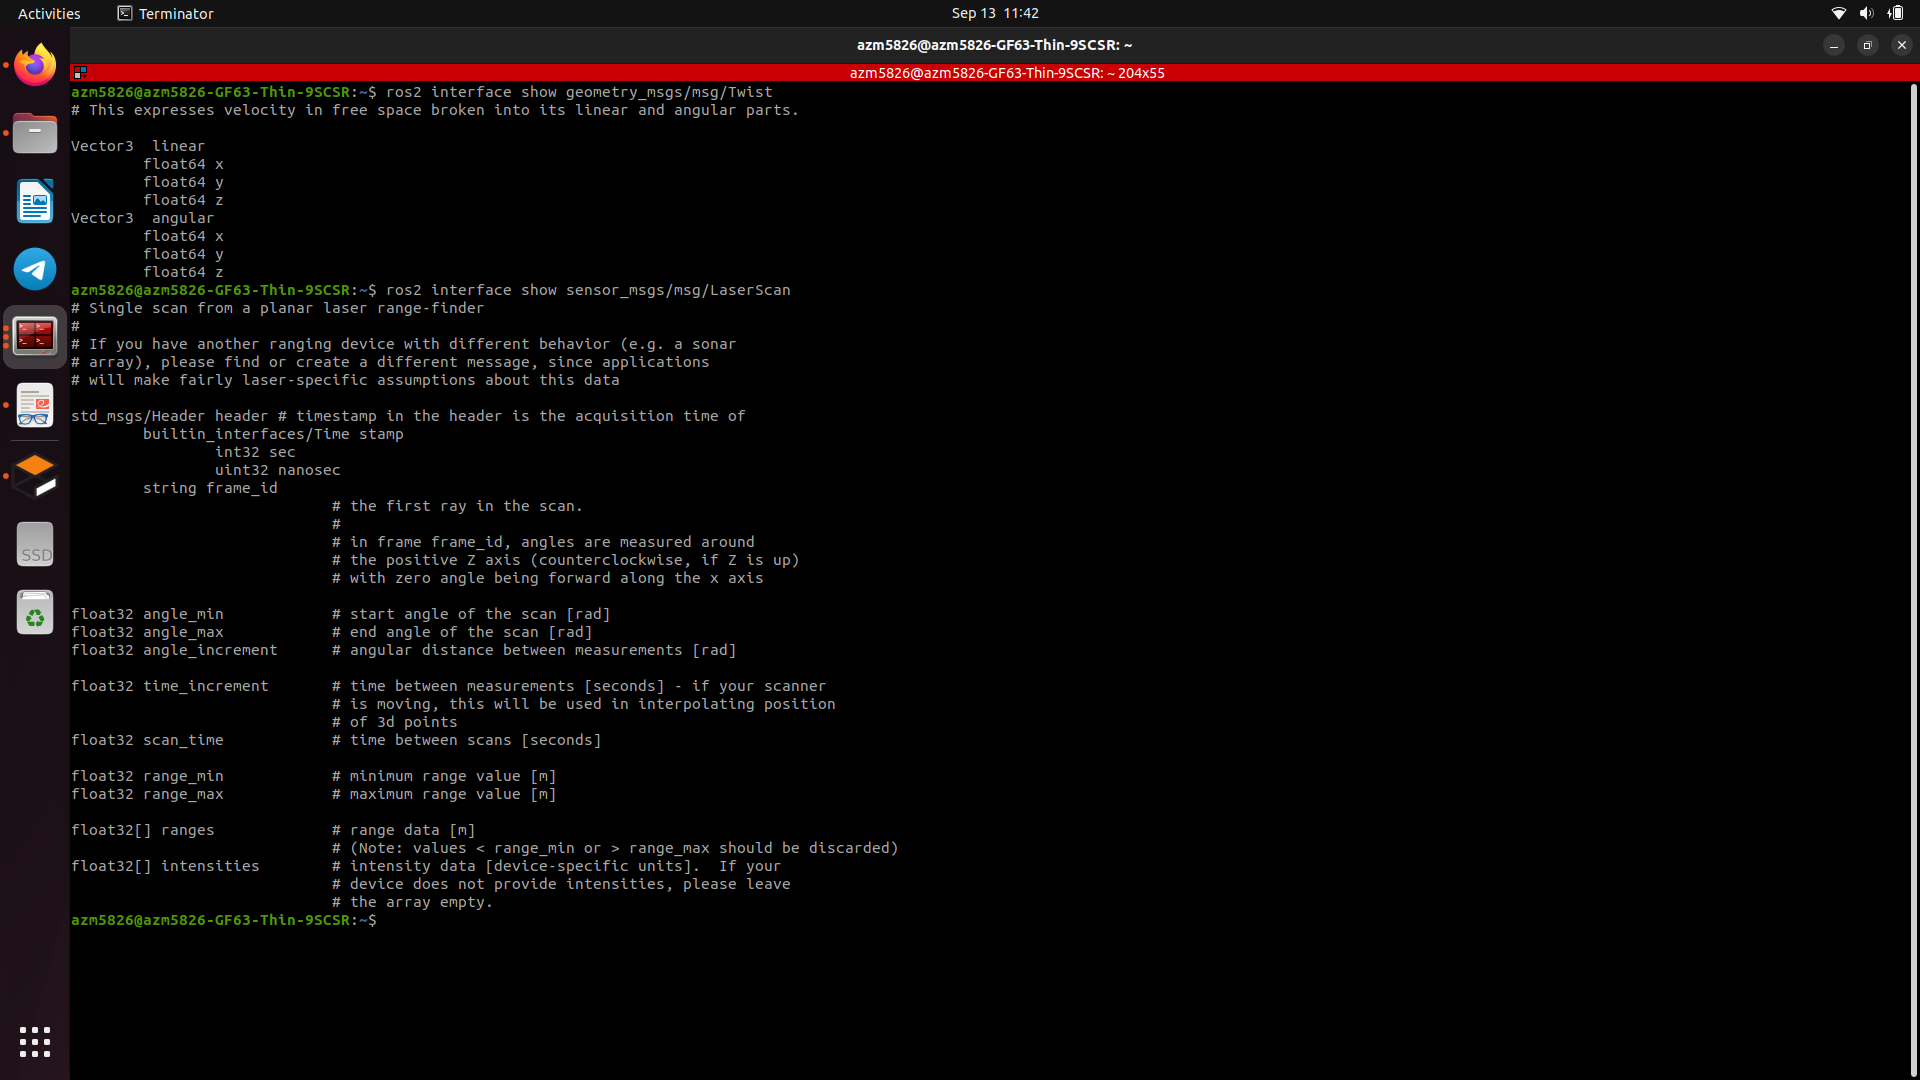 Activities
Terminator
Sep 13 11:42
azm5826@azm5826-GF63-Thin-9SCSR: ~
azm5826@azm5826-GF63-Thin-9SCSR: ~ 204x55
azm5826@azm5826-GF63-Thin-9SCSR:~$ ros2 interface show geometry_msgs/msg/Twist
# This expresses velocity in free space broken into its linear and angular parts.
Vector3  linear
        float64 x
        float64 y
        float64 z
Vector3  angular
        float64 x
        float64 y
        float64 z
azm5826@azm5826-GF63-Thin-9SCSR:~$ ros2 interface show sensor_msgs/msg/LaserScan
# Single scan from a planar laser range-finder
#
# If you have another ranging device with different behavior (e.g. a sonar
# array), please find or create a different message, since applications
# will make fairly laser-specific assumptions about this data
std_msgs/Header header # timestamp in the header is the acquisition time of
        builtin_interfaces/Time stamp
                int32 sec
                uint32 nanosec
        string frame_id
                             # the first ray in the scan.
                             #
                             # in frame frame_id, angles are measured around
                             # the positive Z axis (counterclockwise, if Z is up)
                             # with zero angle being forward along the x axis
float32 angle_min            # start angle of the scan [rad]
float32 angle_max            # end angle of the scan [rad]
float32 angle_increment      # angular distance between measurements [rad]
float32 time_increment       # time between measurements [seconds] - if your scanner
                             # is moving, this will be used in interpolating position
                             # of 3d points
float32 scan_time            # time between scans [seconds]
float32 range_min            # minimum range value [m]
float32 range_max            # maximum range value [m]
float32[] ranges             # range data [m]
                             # (Note: values < range_min or > range_max should be discarded)
float32[] intensities        # intensity data [device-specific units].  If your
                             # device does not provide intensities, please leave
                             # the array empty.
azm5826@azm5826-GF63-Thin-9SCSR:~$
SSD